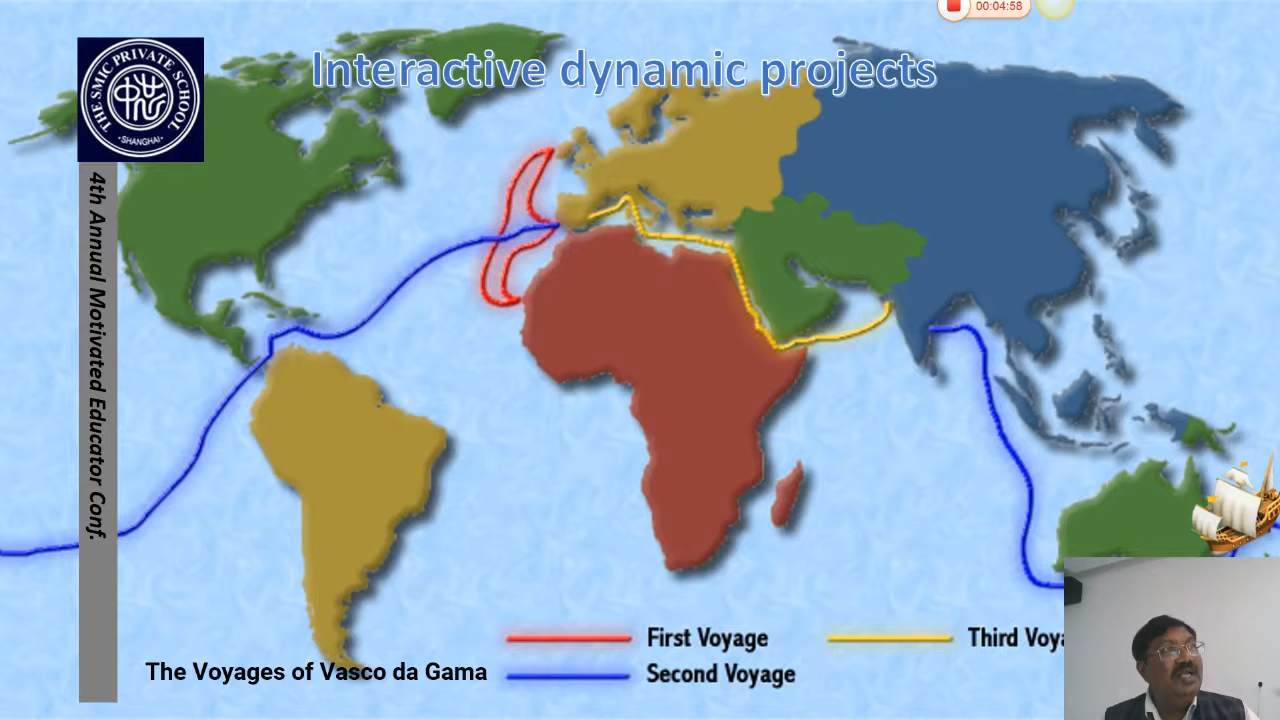 00:04:58
Interactive dynamic projects
THE SMIC PRIVATE SCHOOL
·SHANGHAI·
4th Annual Motivated Educator Conf.
First Voyage
Third Voya
The Voyages of Vasco da Gama
Second Voyage